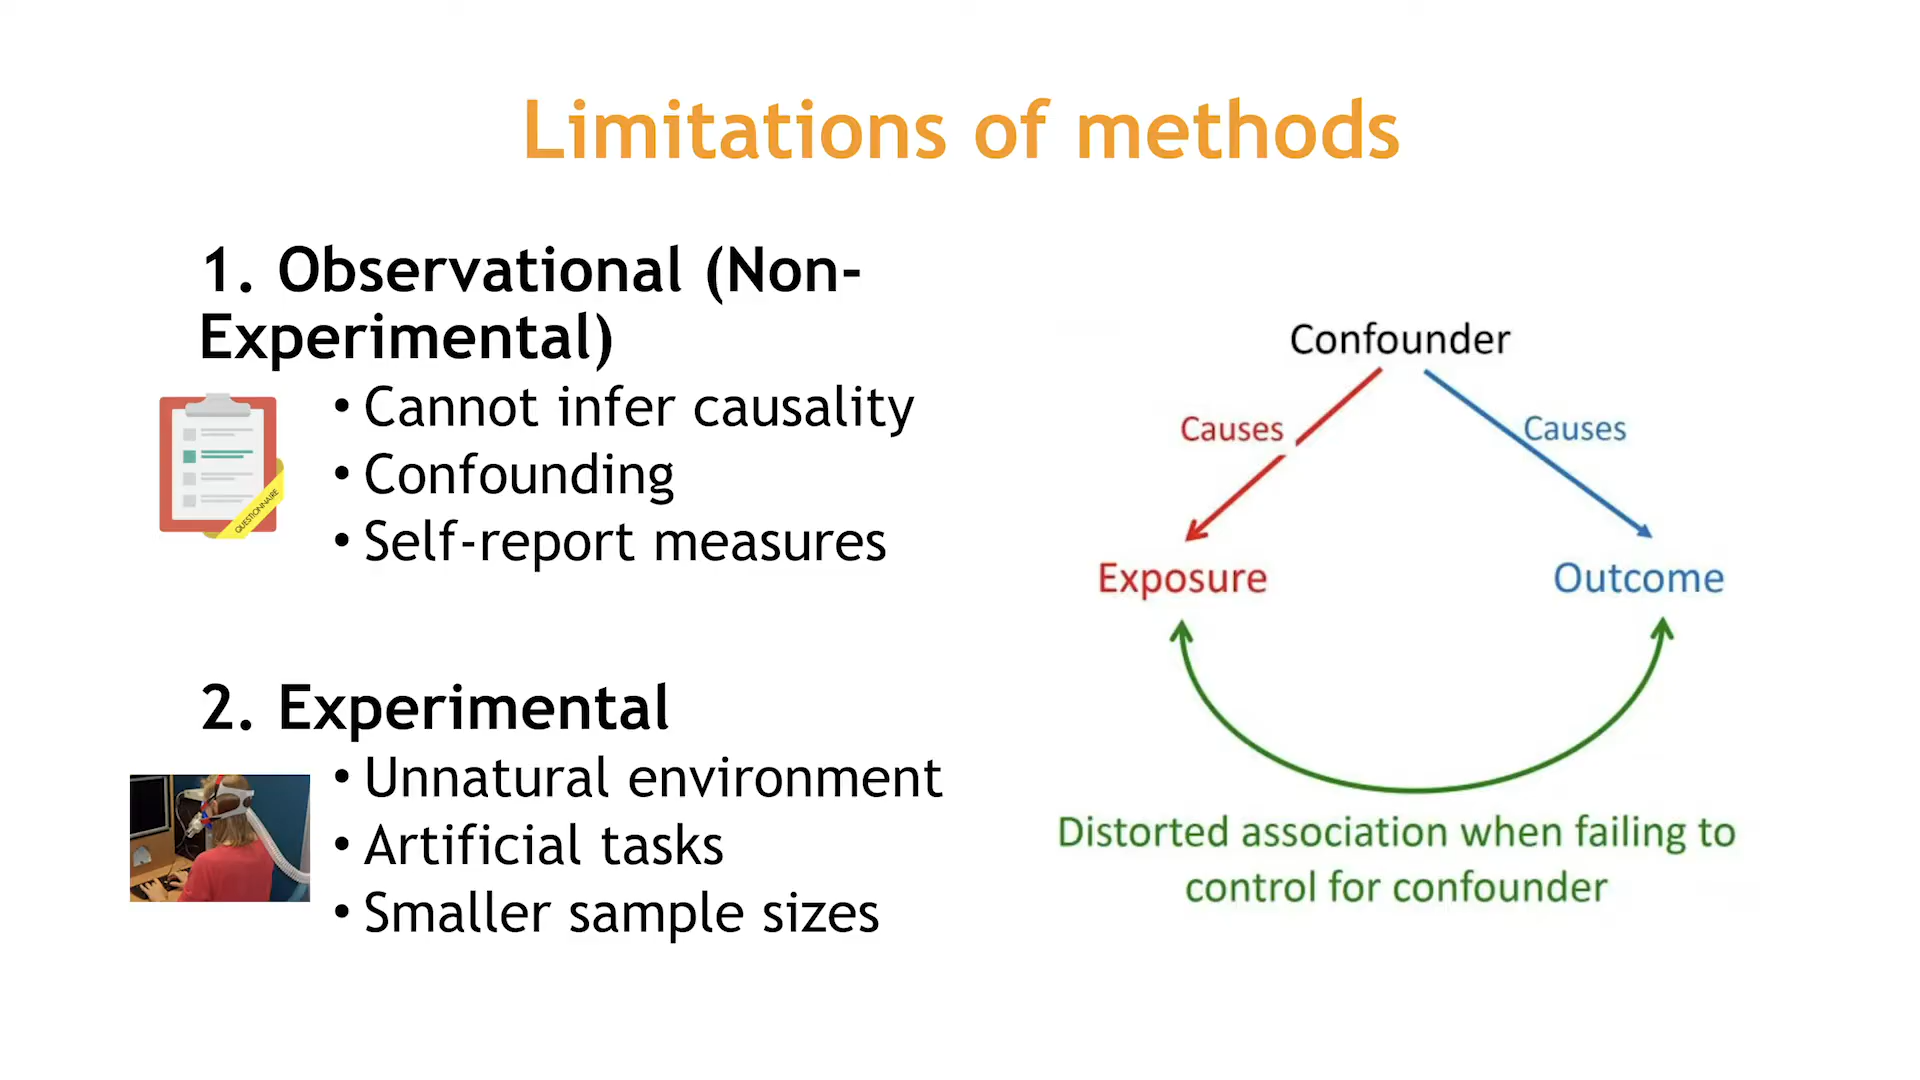 Limitations of methods
1. Observational (Non-
Experimental)
• Cannot infer causality
• Confounding
• Self-report measures
QUESTIONNAIRE
2. Experimental
• Unnatural environment
• Artificial tasks
• Smaller sample sizes
Confounder
Causes
Causes
Exposure
Outcome
Distorted association when failing to
control for confounder